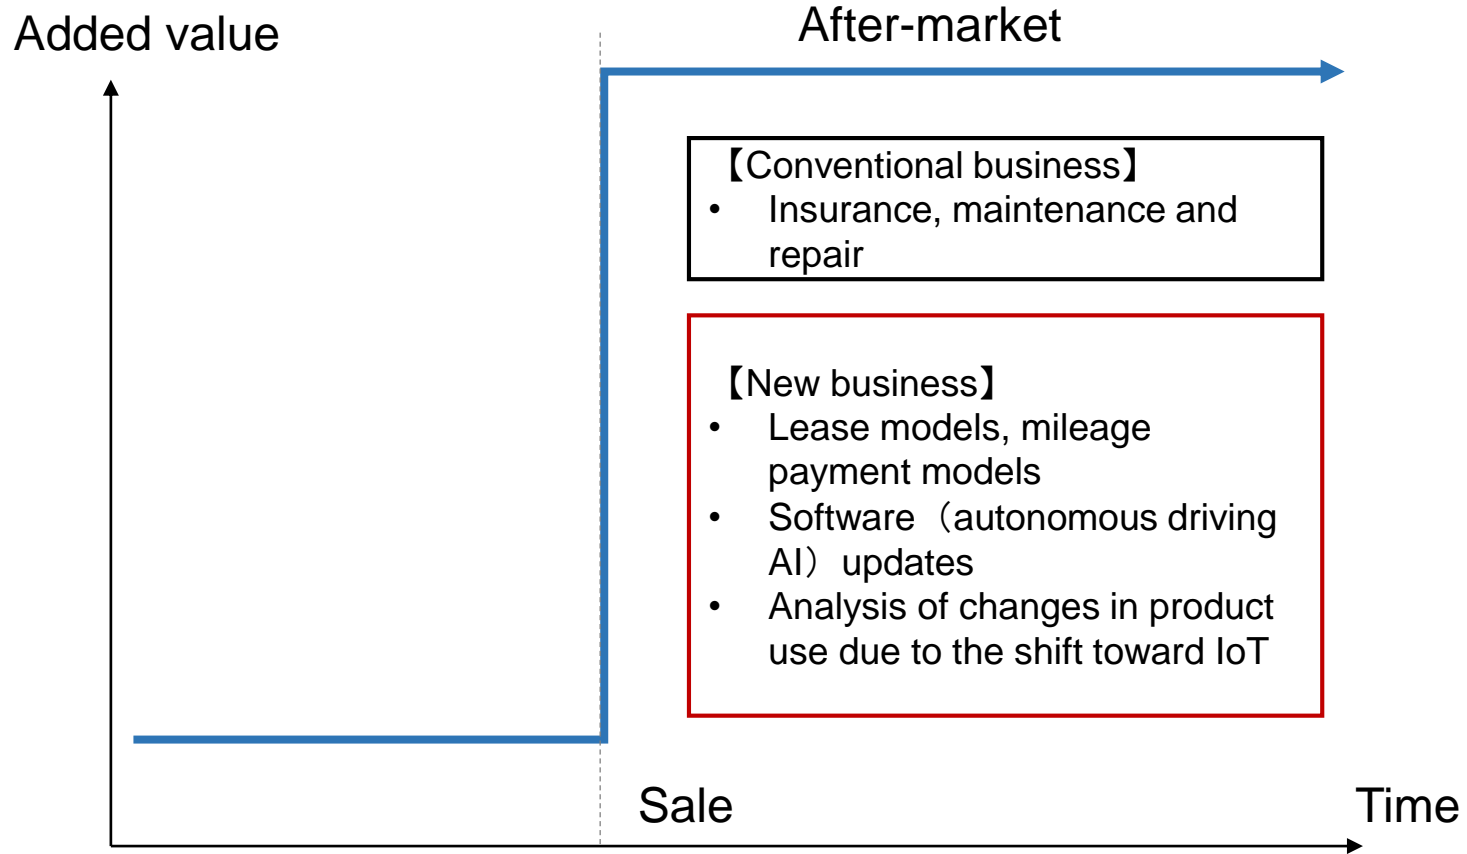 Added value
After-market
【Conventional business】
• Insurance, maintenance and
repair
【New business】
• Lease models, mileage
payment models
• Software（autonomous driving
AI）updates
• Analysis of changes in product
use due to the shift toward IoT
Sale
Time